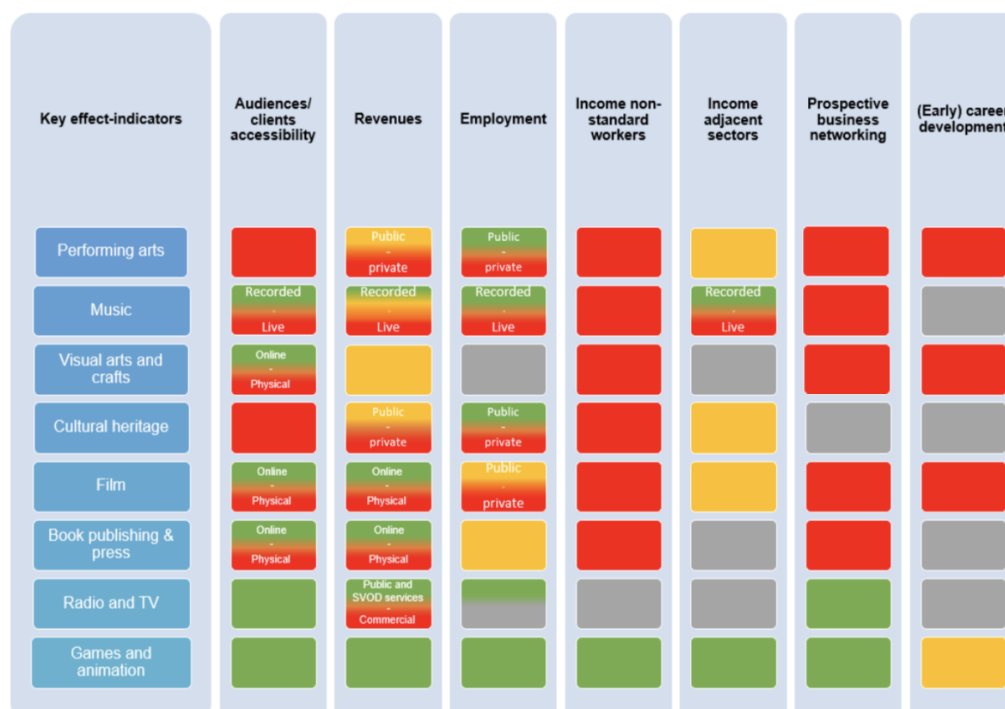 Key effect-indicators
Audiences/
clients
accessibility
Revenues
Employment
Income non-
standard
workers
Income
adjacent
sectors
Prospective
business
networking
(Early) career
development
Performing arts
Public
-
private
Public
-
private
Music
Recorded
-
Live
Recorded
-
Live
Recorded
-
Live
Recorded
-
Live
Visual arts and
crafts
Online
-
Physical
Cultural heritage
Public
-
private
Public
-
private
Film
Online
-
Physical
Online
-
Physical
Public
-
private
Book publishing &
press
Online
-
Physical
Online
-
Physical
Radio and TV
Public and
SVOD services
-
Commercial
Games and
animation